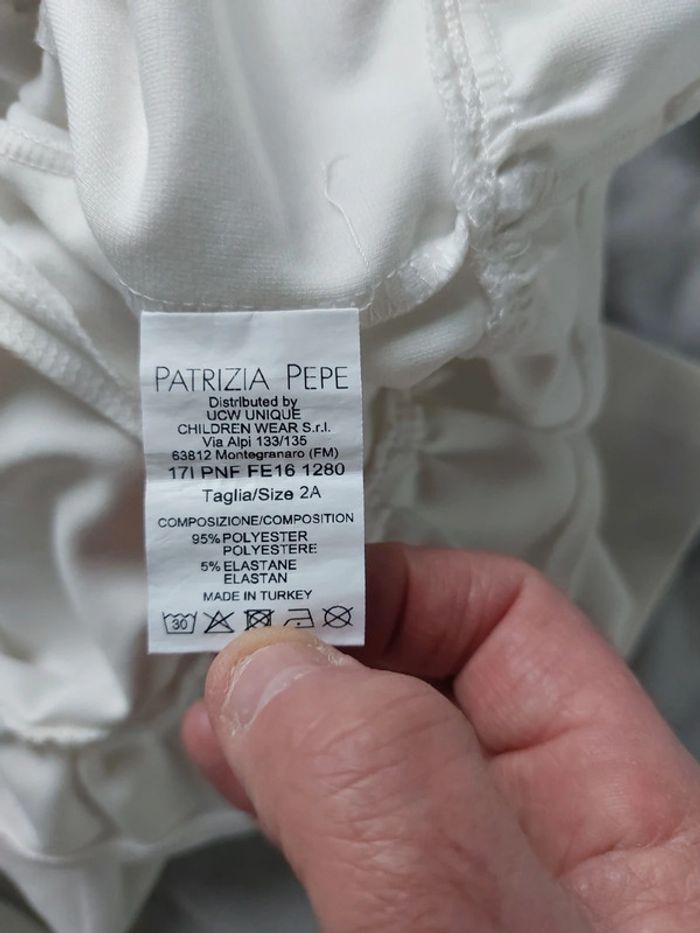 PATRIZIA PEPE
Distributed by
UCW UNIQUE
CHILDREN WEAR S.r.l.
Via Alpi 133/135
63812 Montegranaro (FM)
17I PNF FE16 1280
Taglia/Size 2A
COMPOSIZIONE/COMPOSITION
95% POLYESTER
POLYESTERE
5% ELASTANE
ELASTAN
MADE IN TURKEY
30